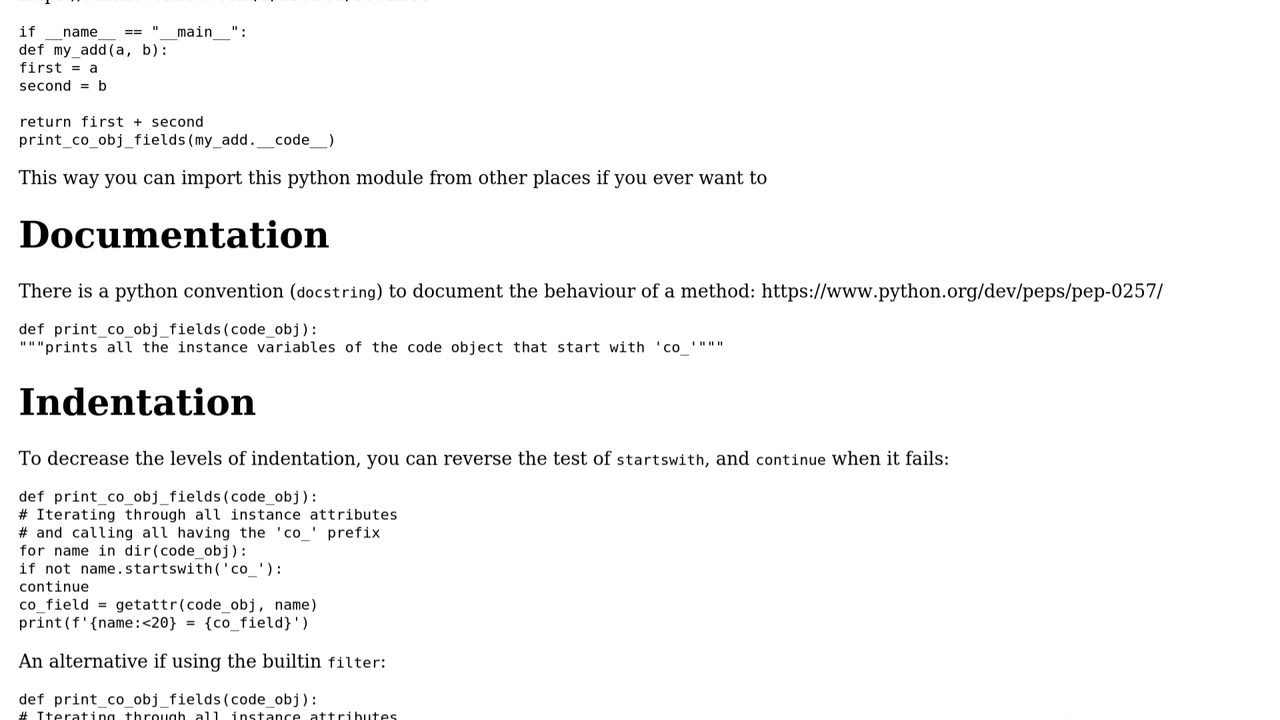 if __name__ == "__main__":
def my_add(a, b):
first = a
second = b
return first + second
print_co_obj_fields(my_add.__code__)
This way you can import this python module from other places if you ever want to
Documentation
There is a python convention (docstring) to document the behaviour of a method: https://www.python.org/dev/peps/pep-0257/
def print_co_obj_fields(code_obj):
"""prints all the instance variables of the code object that start with 'co_'"""
Indentation
To decrease the levels of indentation, you can reverse the test of startswith, and continue when it fails:
def print_co_obj_fields(code_obj):
# Iterating through all instance attributes
# and calling all having the 'co_' prefix
for name in dir(code_obj):
if not name.startswith('co_'):
continue
co_field = getattr(code_obj, name)
print(f'{name:<20} = {co_field}')
An alternative if using the builtin filter:
def print_co_obj_fields(code_obj):
# Iterating through all instance attributes